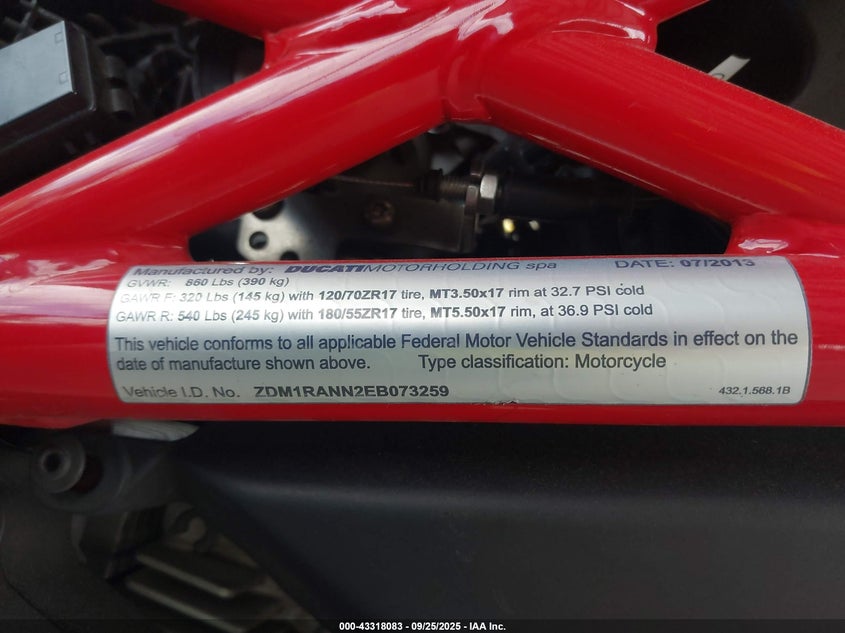 Manufactured by: DUCATIMOTORHOLDING spa DATE: 07/2013
GVWR: 860 Lbs (390 kg)
GAWR F: 320 Lbs (145 kg) with 120/70ZR17 tire, MT3.50x17 rim at 32.7 PSI cold
GAWR R: 540 Lbs (245 kg) with 180/55ZR17 tire, MT5.50x17 rim, at 36.9 PSI cold
This vehicle conforms to all applicable Federal Motor Vehicle Standards in effect on the
date of manufacture shown above. Type classification: Motorcycle
Vehicle I.D. No. ZDM1RANN2EB073259 432.1.568.1B
000-43318083 - 09/25/2025 - IAA Inc.